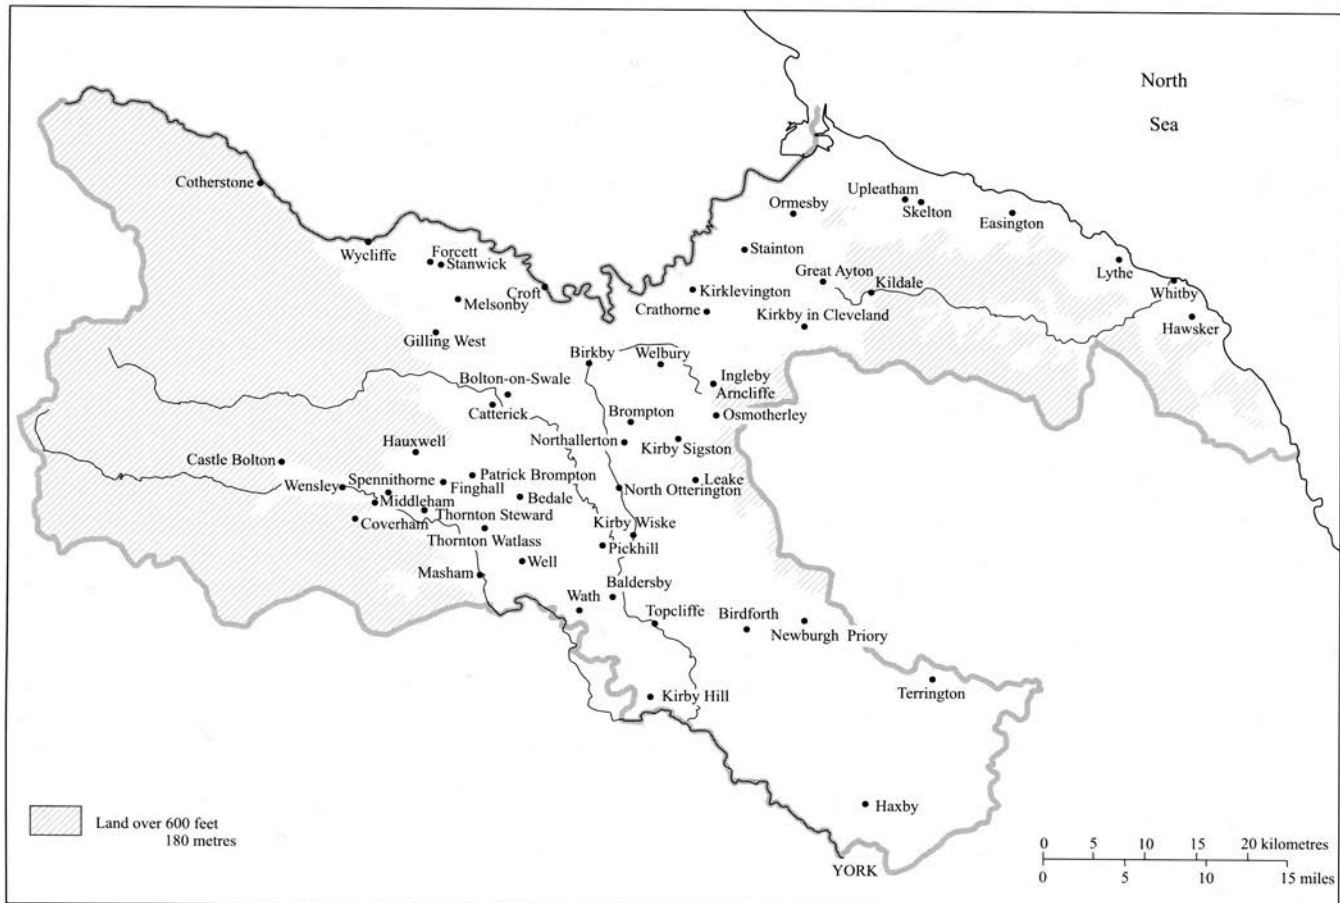 North
Sea
Cotherstone
Upleatham
Skelton
Ormesby
Easington
Wycliffe
Forcett
Stanwick
Stainton
Lythe
Great Ayton
Kildale
Whitby
Croft
Kirklevington
Melsonby
Crathorne
Kirkby in Cleveland
Hawsker
Gilling West
Birkby
Welbury
Bolton-on-Swale
Ingleby
Arncliffe
Catterick
Brompton
Osmotherley
Hauxwell
Northallerton
Kirby Sigston
Castle Bolton
Spennithorne
Patrick Brompton
Leake
Wensley
Finghall
North Otterington
Middleham
Bedale
Thornton Steward
Coverham
Kirby Wiske
Thornton Watlass
Pickhill
Well
Masham
Baldersby
Wath
Topcliffe
Birdforth
Newburgh Priory
Kirby Hill
Terrington
Haxby
Land over 600 feet
180 metres
YORK
0 5 10 15 20 kilometres
0 5 10 15 miles